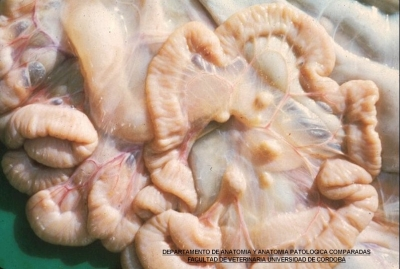 DEPARTAMENTO DE ANATOMIA Y ANATOMIA PATOLOGICA COMPARADAS
FACULTAD DE VETERINARIA UNIVERSIDAD DE CORDOBA